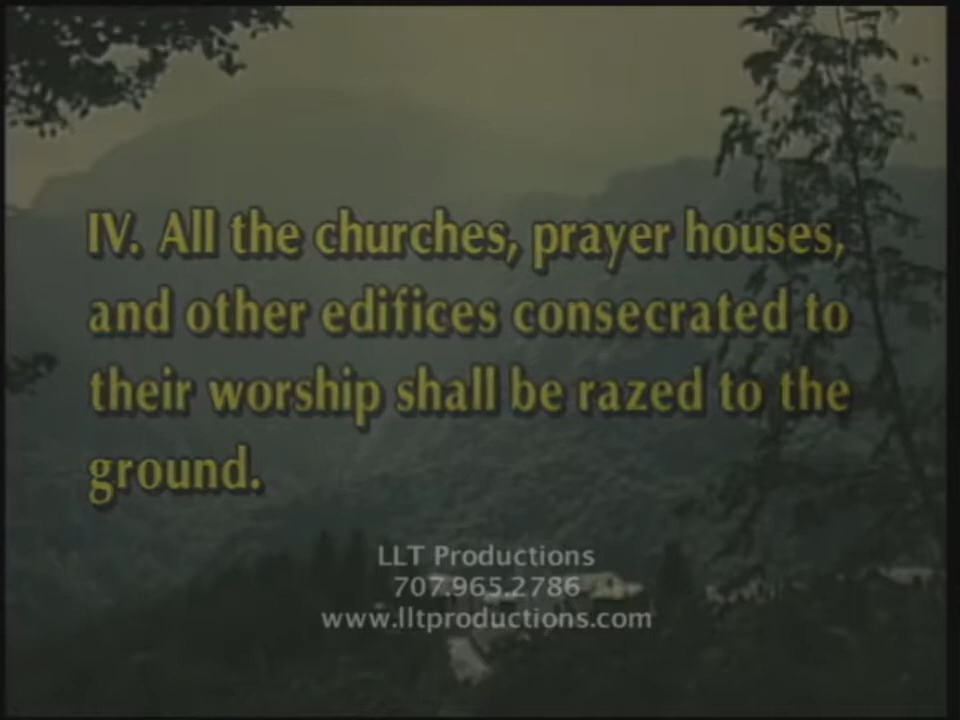 IV. All the churches, prayer houses,
and other edifices consecrated to
their worship shall be razed to the
ground.
LLT Productions
707.965.2786
www.lltproductions.com